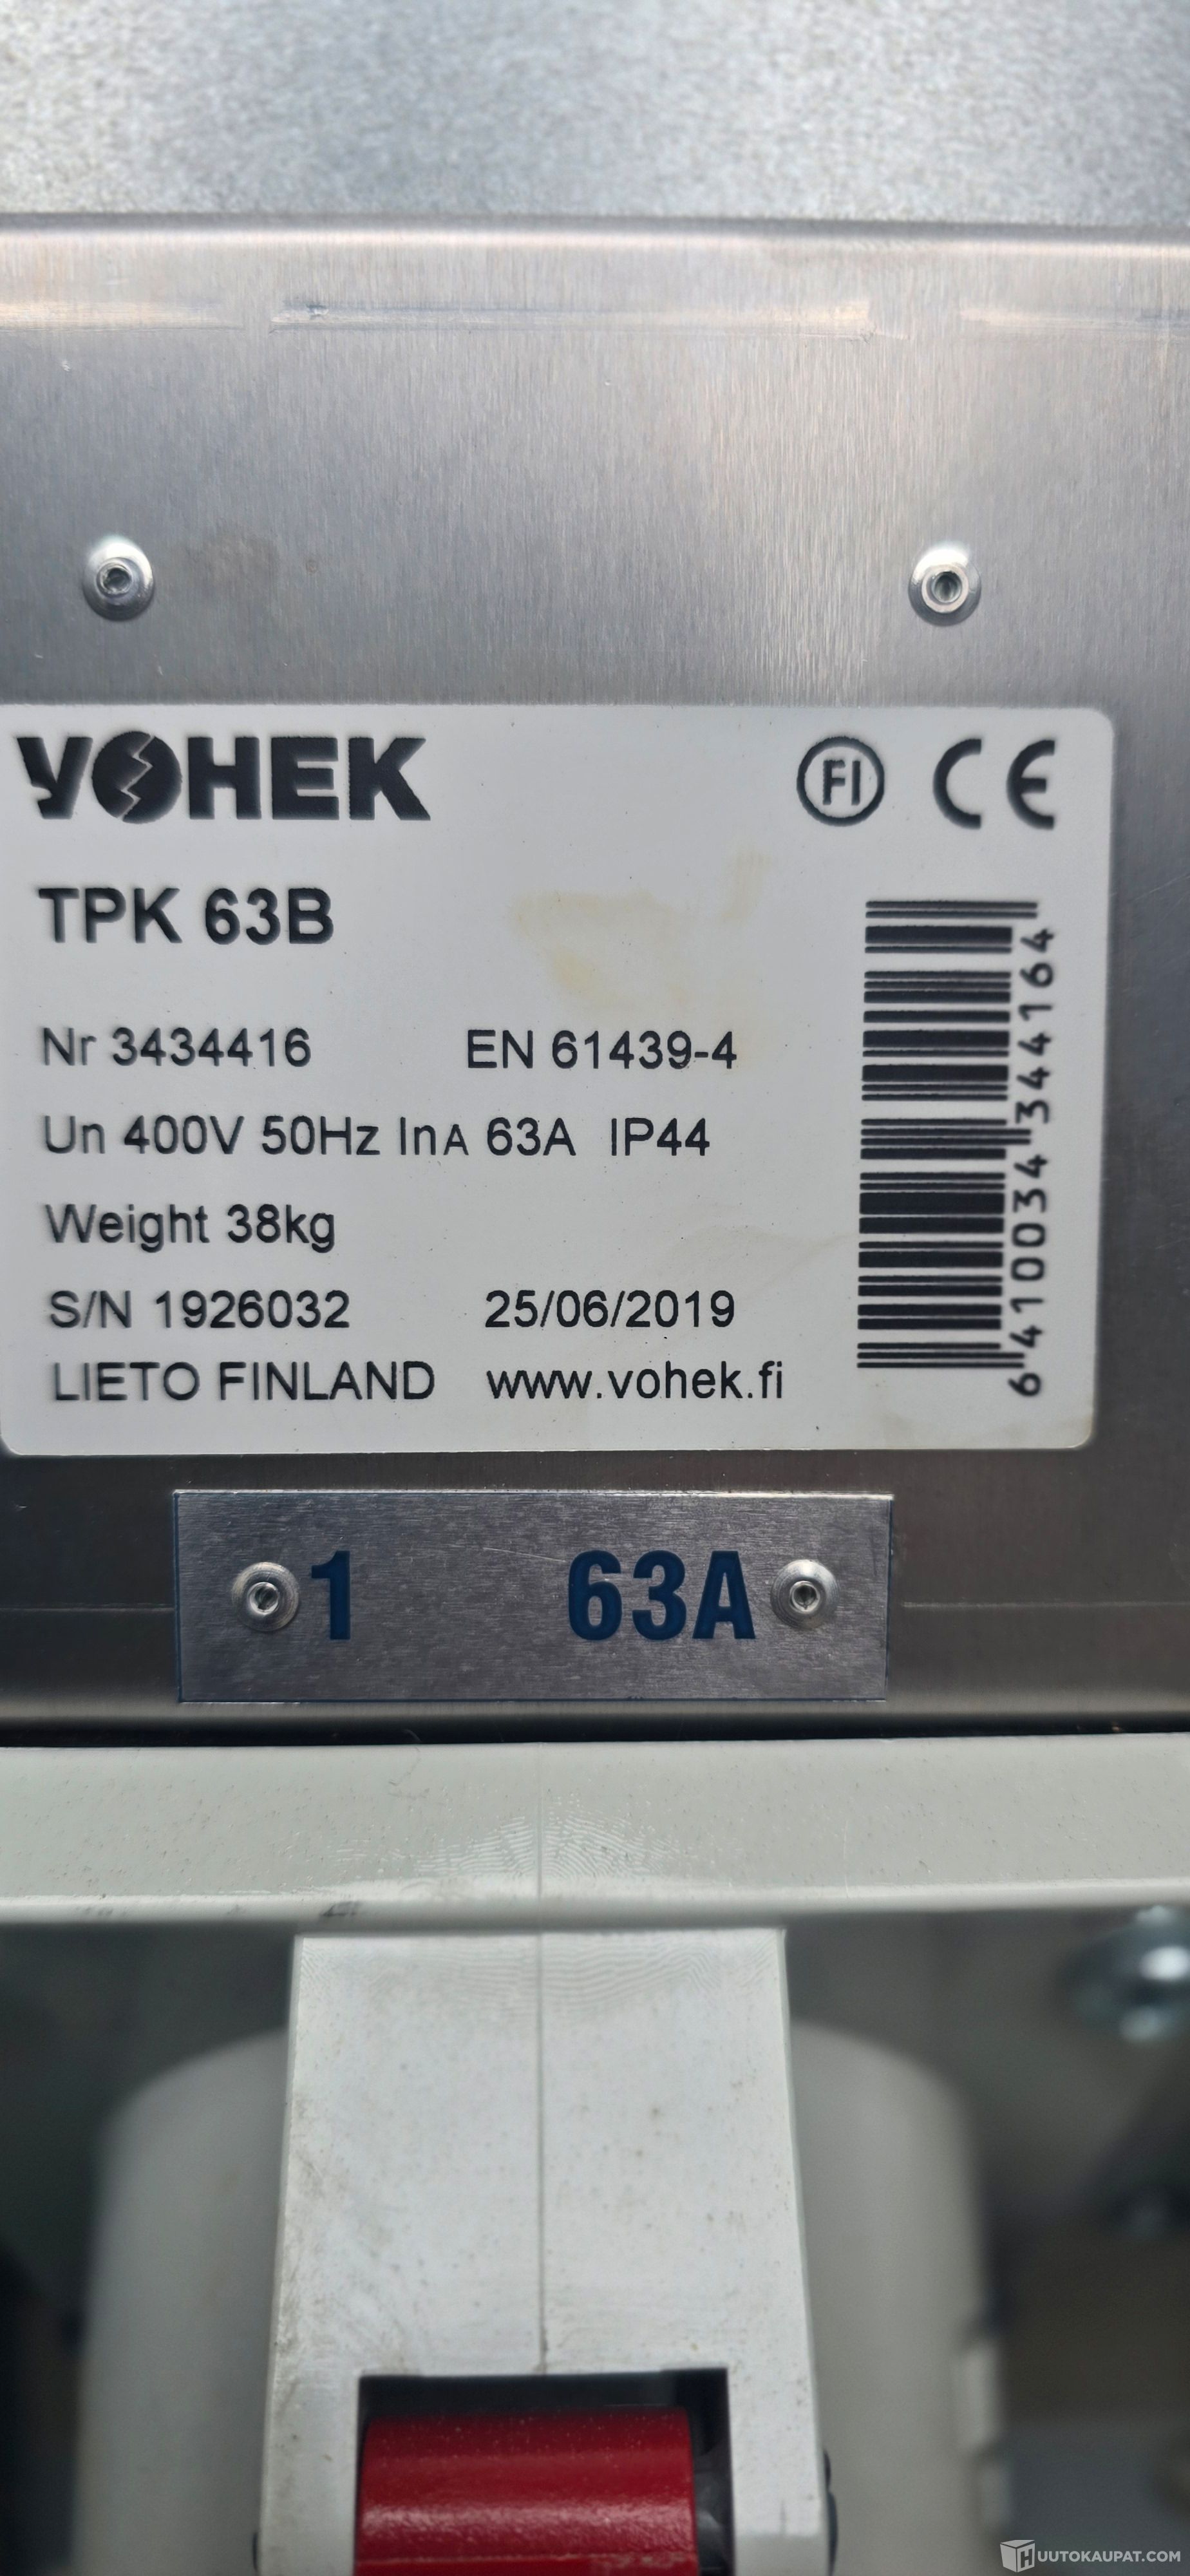 VOHEK FI CE
TPK 63B
Nr 3434416 EN 61439-4
Un 400V 50Hz InA 63A IP44
Weight 38kg
S/N 1926032 25/06/2019
LIETO FINLAND www.vohek.fi
6410034344164
1 63A
HUUTOKAUPAT.COM